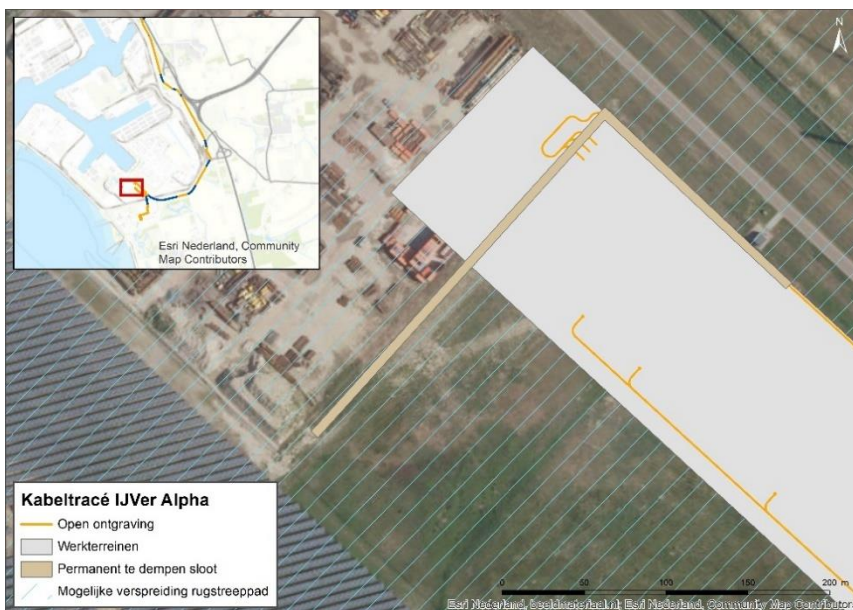 N
Esri Nederland, Community
Map Contributors
Kabeltracé IJVer Alpha
Open ontgraving
Werkterreinen
Permanent te dempen sloot
Mogelijke verspreiding rugstreeppad
0 50 100 150 200 m
Esri Nederland, beeldmateriaal.nl, Esri Nederland, Community Map Contributors